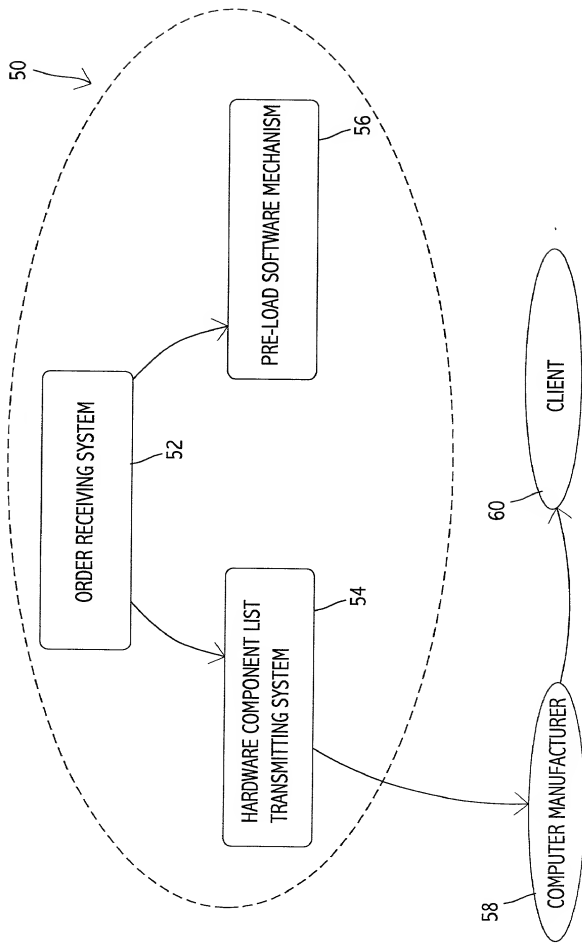 50
ORDER RECEIVING SYSTEM
52
HARDWARE COMPONENT LIST
TRANSMITTING SYSTEM
54
PRE-LOAD SOFTWARE MECHANISM
56
58
COMPUTER MANUFACTURER
60
CLIENT